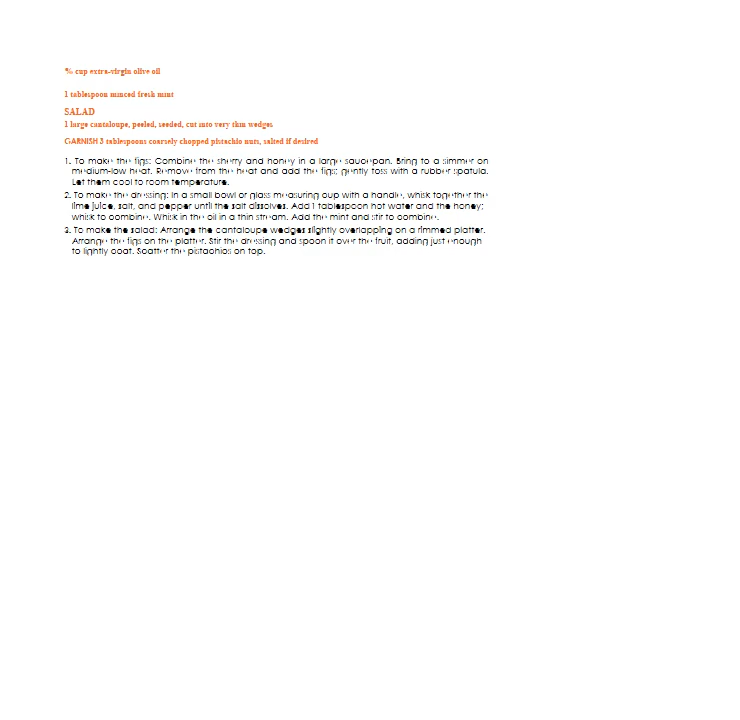 % cup extra-virgin olive oil
1 tablespoon minced fresh mint
SALAD
1 large cantaloupe, peeled, seeded, cut into very tkm wedges
GARNISH 3 tablespoons coarsely chopped pistachio nuts, salted if desired
1. To make the figs: Combine the sherry and honey in a large saucepan. Bring to a simmer on
medium-low heat. Remove from the heat and add the figs; gently toss with a rubber spatula.
Let them cool to room temperature.
2. To make the dressing: In a small bowl or glass measuring cup with a handle, whisk together the
lime juice, salt, and pepper until the salt dissolves. Add 1 tablespoon hot water and the honey;
whisk to combine. Whisk in the oil in a thin stream. Add the mint and stir to combine.
3. To make the salad: Arrange the cantaloupe wedges slightly overlapping on a rimmed platter.
Arrange the figs on the platter. Stir the dressing and spoon it over the fruit, adding just enough
to lightly coat. Scatter the pistachios on top.